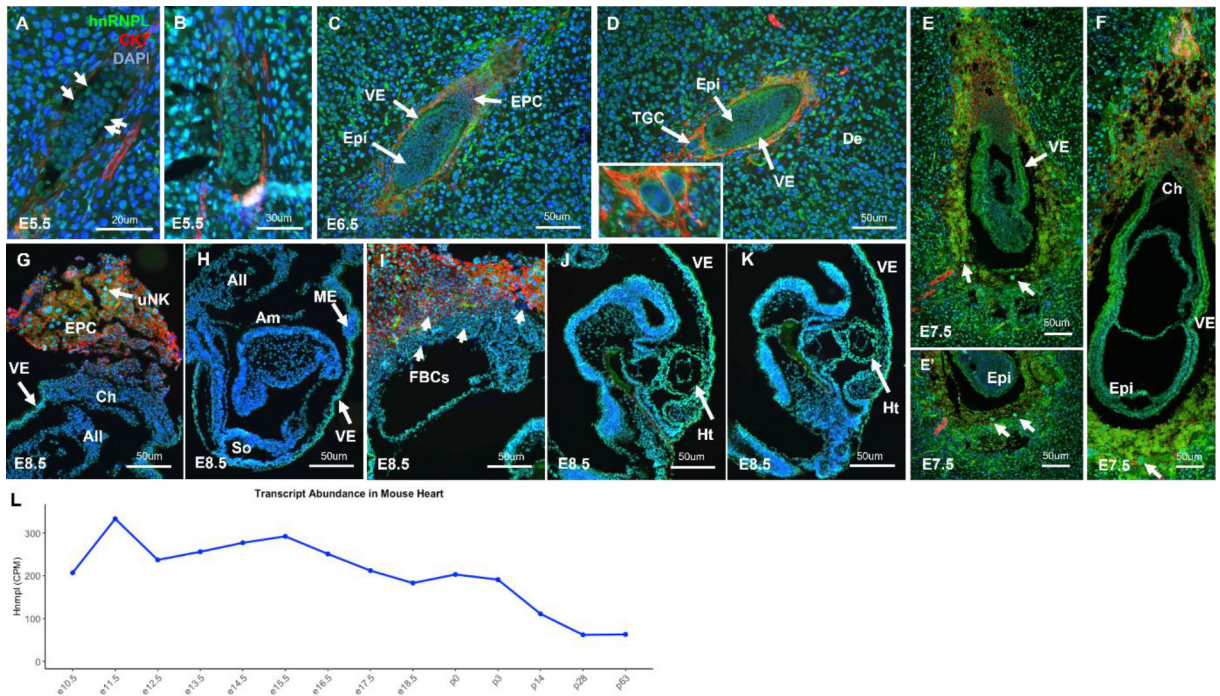 A
hnRNPL
CK7
DAPI
E5.5
20um
B
E5.5
30um
C
VE
EPC
Epi
E6.5
50um
D
Epi
TGC
De
VE
50um
E
VE
E7.5
50um
E'
Epi
E7.5
50um
F
Ch
VE
Epi
E7.5
50um
G
uNK
EPC
VE
Ch
All
E8.5
50um
H
All
ME
Am
So
VE
E8.5
50um
I
FBCs
E8.5
50um
J
VE
Ht
E8.5
50um
K
VE
Ht
E8.5
50um
L
Transcript Abundance in Mouse Heart
Hnrnpl (CPM)
300
200
100
0
e10.5 e11.5 e12.5 e13.5 e14.5 e15.5 e16.5 e17.5 e18.5 p0 p3 p14 p28 p63